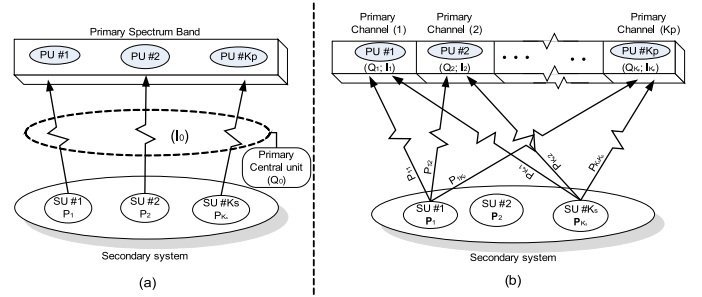 Primary Spectrum Band
PU #1
PU #2
PU #Kp
(I₀)
Primary
Central unit
(Q₀)
SU #1
P₁
SU #2
P₂
SU #Ks
Pₖₛ
Secondary system
(a)
Primary
Channel (1)
Primary
Channel (2)
Primary
Channel (Kp)
PU #1
(Q₁; I₁)
PU #2
(Q₂; I₂)
PU #Kp
P₁₁
P₁₂
SU #1
P₁
SU #2
P₂
SU #Ks
Secondary system
(b)